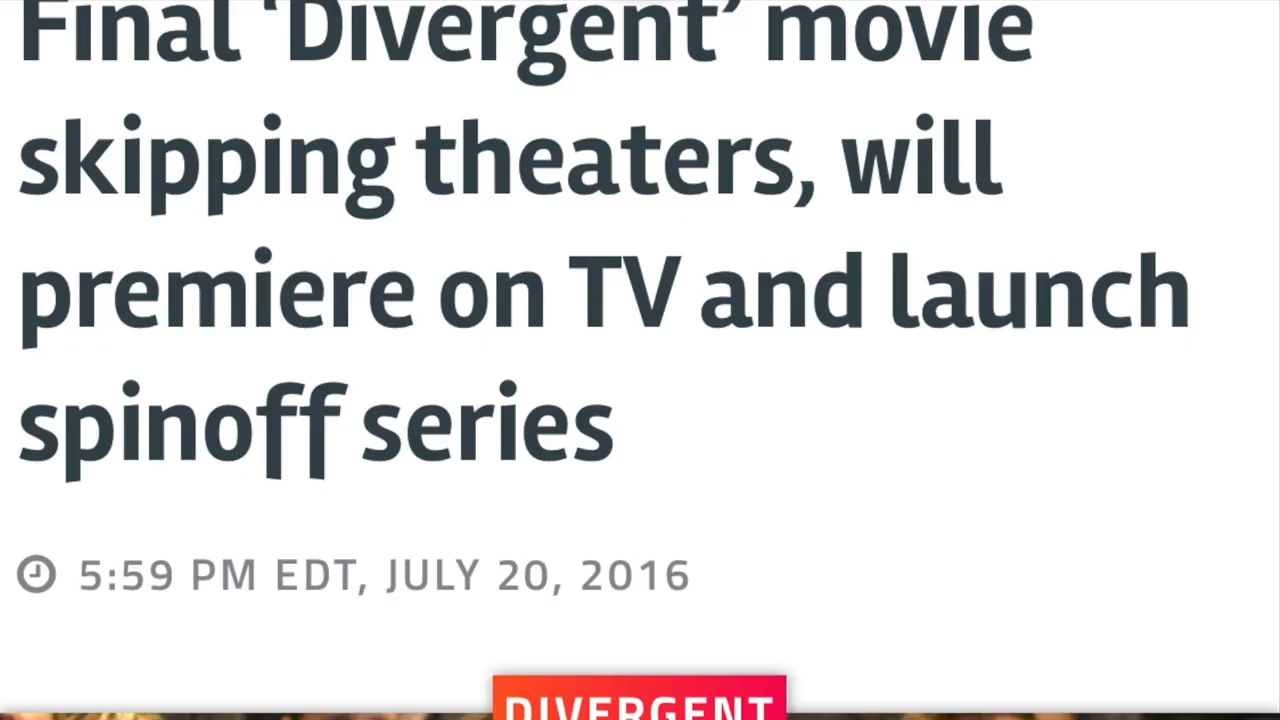 Final ‘Divergent’ movie
skipping theaters, will
premiere on TV and launch
spinoff series
5:59 PM EDT, JULY 20, 2016
DIVERGENT